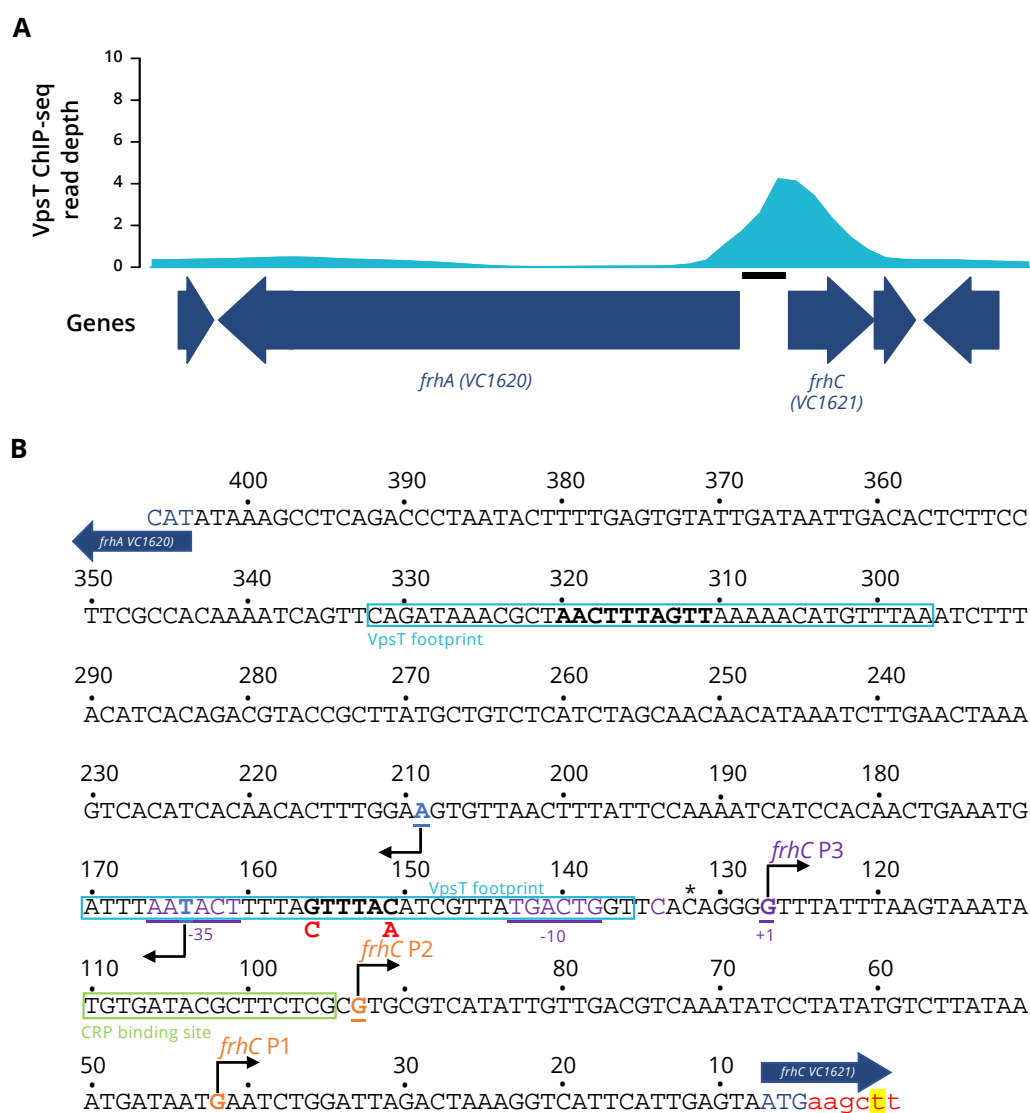 A
VpsT ChIP-seq
read depth
10
8
6
4
2
0
Genes
frhA (VC1620)
frhC
(VC1621)
B
400 390 380 370 360
CATATAAAGCCTCAGACCCTAATACTTTTGAGTGTATTGATAATTGACACTCTTCC
frhA VC1620)
350 340 330 320 310 300
TTCGCCACAAAATCAGTTCAGATAAACGCTAACTTTAGTTAAAAACATGTTTAAATCTTT
VpsT footprint
290 280 270 260 250 240
ACATCACAGACGTACCGCTTATGCTGTCTCATCTAGCAACAACATAAATCTTGAACTAAA
230 220 210 200 190 180
GTCACATCACAACACTTTGGAAGTGTTAACTTTATTCCAAAATCATCCACAACTGAAATG
frhC P3
170 160 150 140 130 120
VpsT footprint *
ATTTAATACTTTTAGTTTACATCGTTATGACTGGTTCACAGGGGTTTATTTAAGTAAATA
-35 C A -10 +1
frhC P2
110 100 80 70 60
TGTGATACGCTTCTCGCGTGCGTCATATTGTTGACGTCAAATATCCTATATGTCTTATAA
CRP binding site
frhC P1
50 30 20 10
frhC VC1621)
ATGATAATGAATCTGGATTAGACTAAAGGTCATTCATTGAGTAATGaagctt